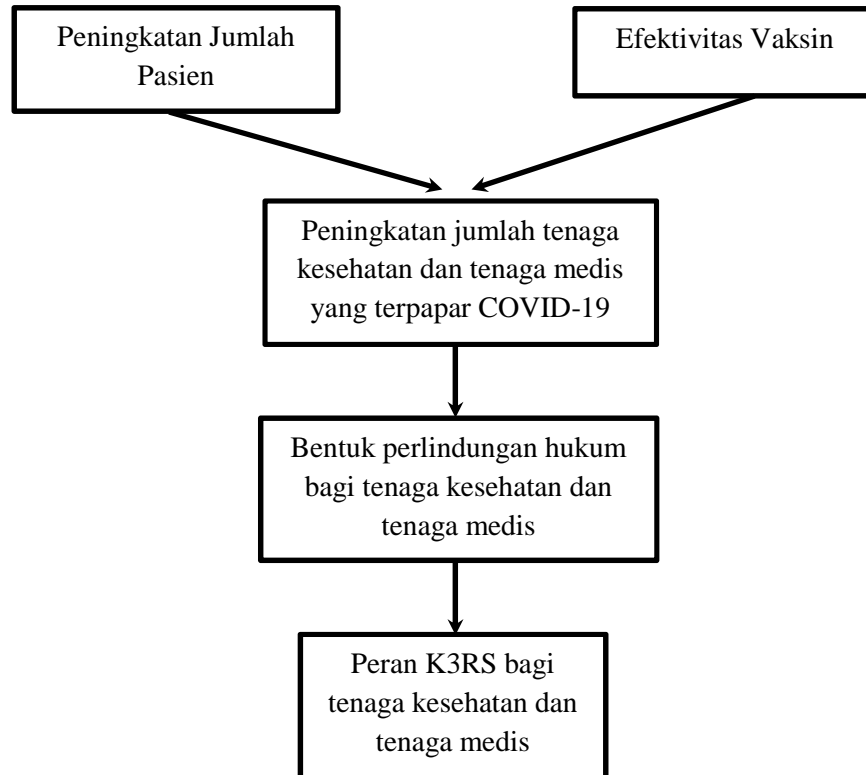 Peningkatan Jumlah
Pasien
Efektivitas Vaksin
Peningkatan jumlah tenaga
kesehatan dan tenaga medis
yang terpapar COVID-19
Bentuk perlindungan hukum
bagi tenaga kesehatan dan
tenaga medis
Peran K3RS bagi
tenaga kesehatan dan
tenaga medis